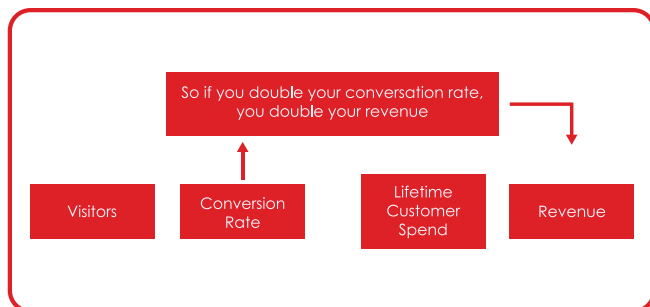 So if you double your conversation rate,
you double your revenue
Visitors
Conversion
Rate
Lifetime
Customer
Spend
Revenue